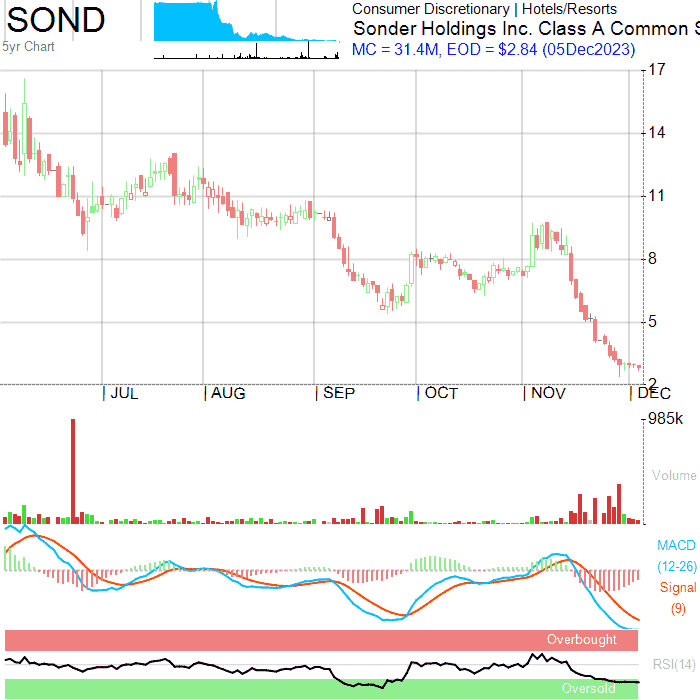 SOND
5yr Chart
Consumer Discretionary | Hotels/Resorts
Sonder Holdings Inc. Class A Common S
MC = 31.4M, EOD = $2.84 (05Dec2023)
17
14
11
8
5
2
JUL
AUG
SEP
OCT
NOV
DEC
985k
Volume
MACD
(12-26)
Signal
(9)
Overbought
RSI(14)
Oversold